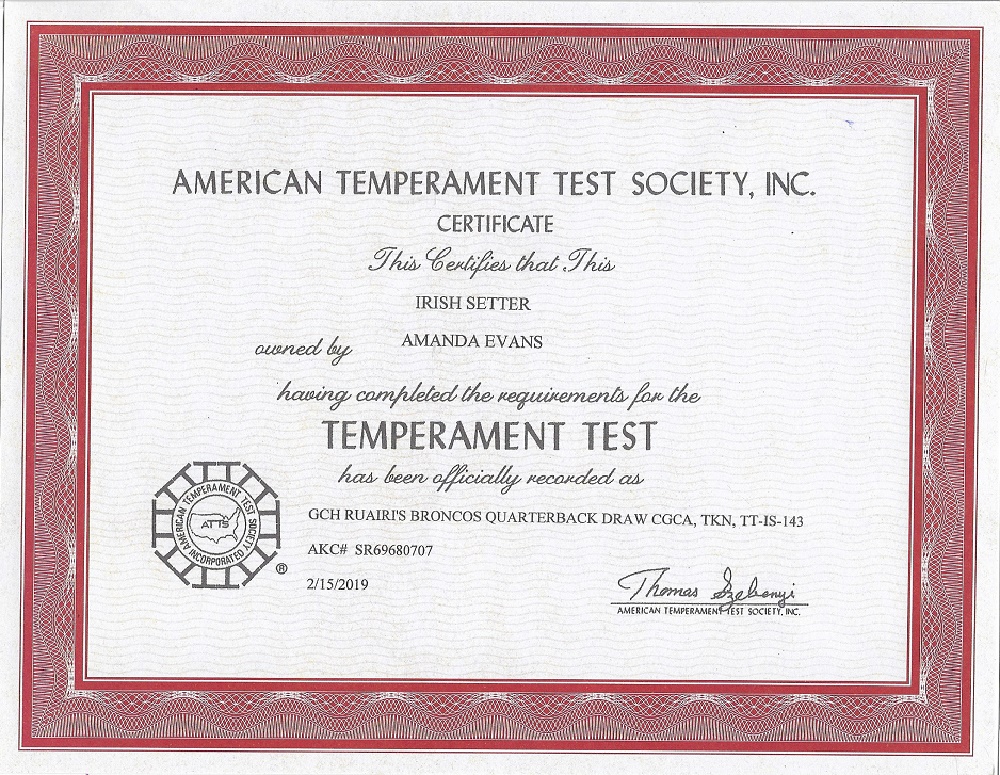 AMERICAN TEMPERAMENT TEST SOCIETY, INC.
CERTIFICATE
This Certifies that This
IRISH SETTER
owned by AMANDA EVANS
having completed the requirements for the
TEMPERAMENT TEST
has been officially recorded as
AMERICAN TEMPERAMENT TEST SOCIETY
ATTS
INCORPORATED
®
GCH RUAIRI'S BRONCOS QUARTERBACK DRAW CGCA, TKN, TT-IS-143
AKC# SR69680707
2/15/2019
Thomas
AMERICAN TEMPERAMENT TEST SOCIETY, INC.